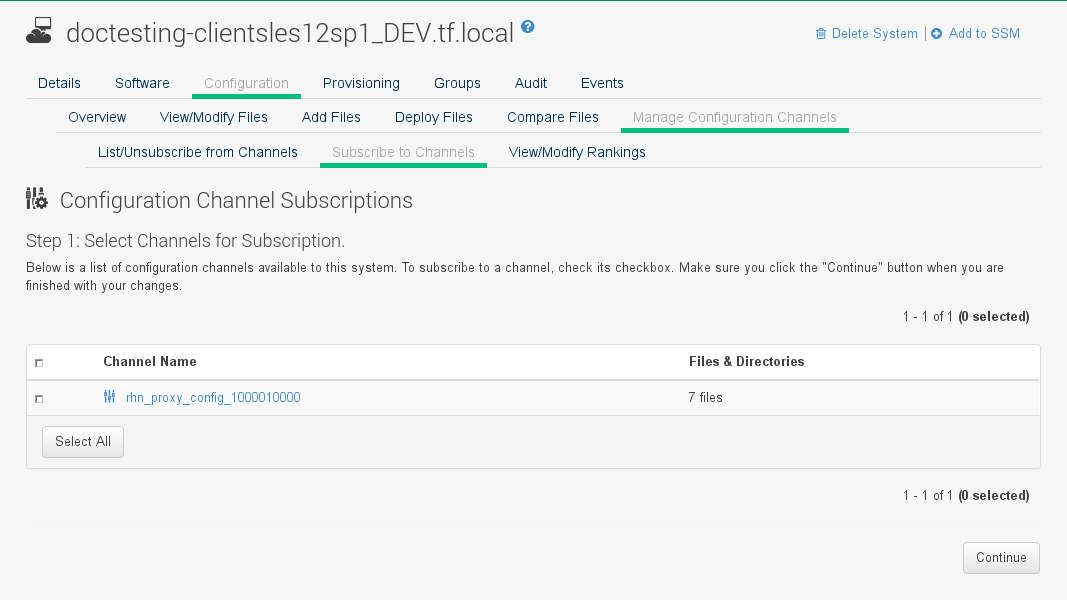 doctesting-clientsles12sp1_DEV.tf.local ?
Delete System | Add to SSM
Details Software Configuration Provisioning Groups Audit Events
Overview View/Modify Files Add Files Deploy Files Compare Files Manage Configuration Channels
List/Unsubscribe from Channels Subscribe to Channels View/Modify Rankings
Configuration Channel Subscriptions
Step 1: Select Channels for Subscription.
Below is a list of configuration channels available to this system. To subscribe to a channel, check its checkbox. Make sure you click the "Continue" button when you are
finished with your changes.
1 - 1 of 1 (0 selected)
Channel Name Files & Directories
rhn_proxy_config_1000010000 7 files
Select All
1 - 1 of 1 (0 selected)
Continue